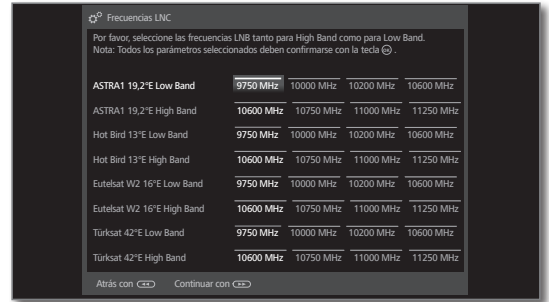 Frecuencias LNC
Por favor, seleccione las frecuencias LNB tanto para High Band como para Low Band.
Nota: Todos los parámetros seleccionados deben confirmarse con la tecla OK .
ASTRA1 19,2°E Low Band 9750 MHz 10000 MHz 10200 MHz 10600 MHz
ASTRA1 19,2°E High Band 10600 MHz 10750 MHz 11000 MHz 11250 MHz
Hot Bird 13°E Low Band 9750 MHz 10000 MHz 10200 MHz 10600 MHz
Hot Bird 13°E High Band 10600 MHz 10750 MHz 11000 MHz 11250 MHz
Eutelsat W2 16°E Low Band 9750 MHz 10000 MHz 10200 MHz 10600 MHz
Eutelsat W2 16°E High Band 10600 MHz 10750 MHz 11000 MHz 11250 MHz
Türksat 42°E Low Band 9750 MHz 10000 MHz 10200 MHz 10600 MHz
Türksat 42°E High Band 10600 MHz 10750 MHz 11000 MHz 11250 MHz
Atrás con Continuar con